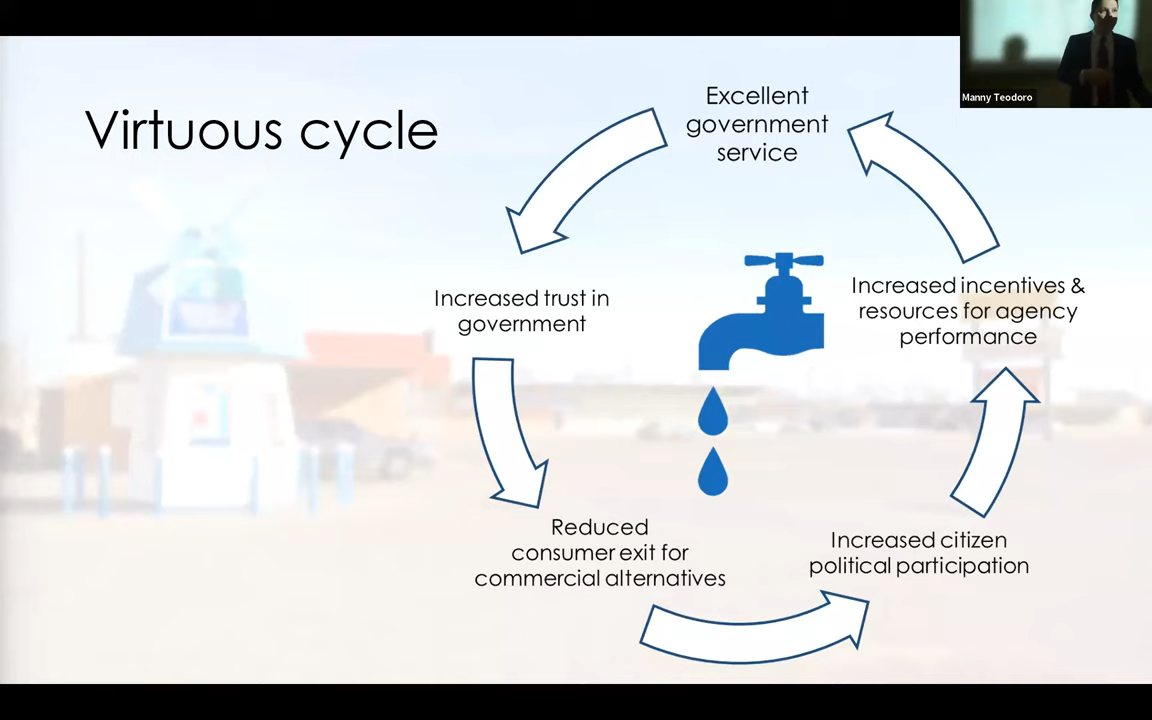 Virtuous cycle
Excellent
government
service
Manny Teodoro
Increased trust in
government
Increased incentives &
resources for agency
performance
Reduced
consumer exit for
commercial alternatives
Increased citizen
political participation